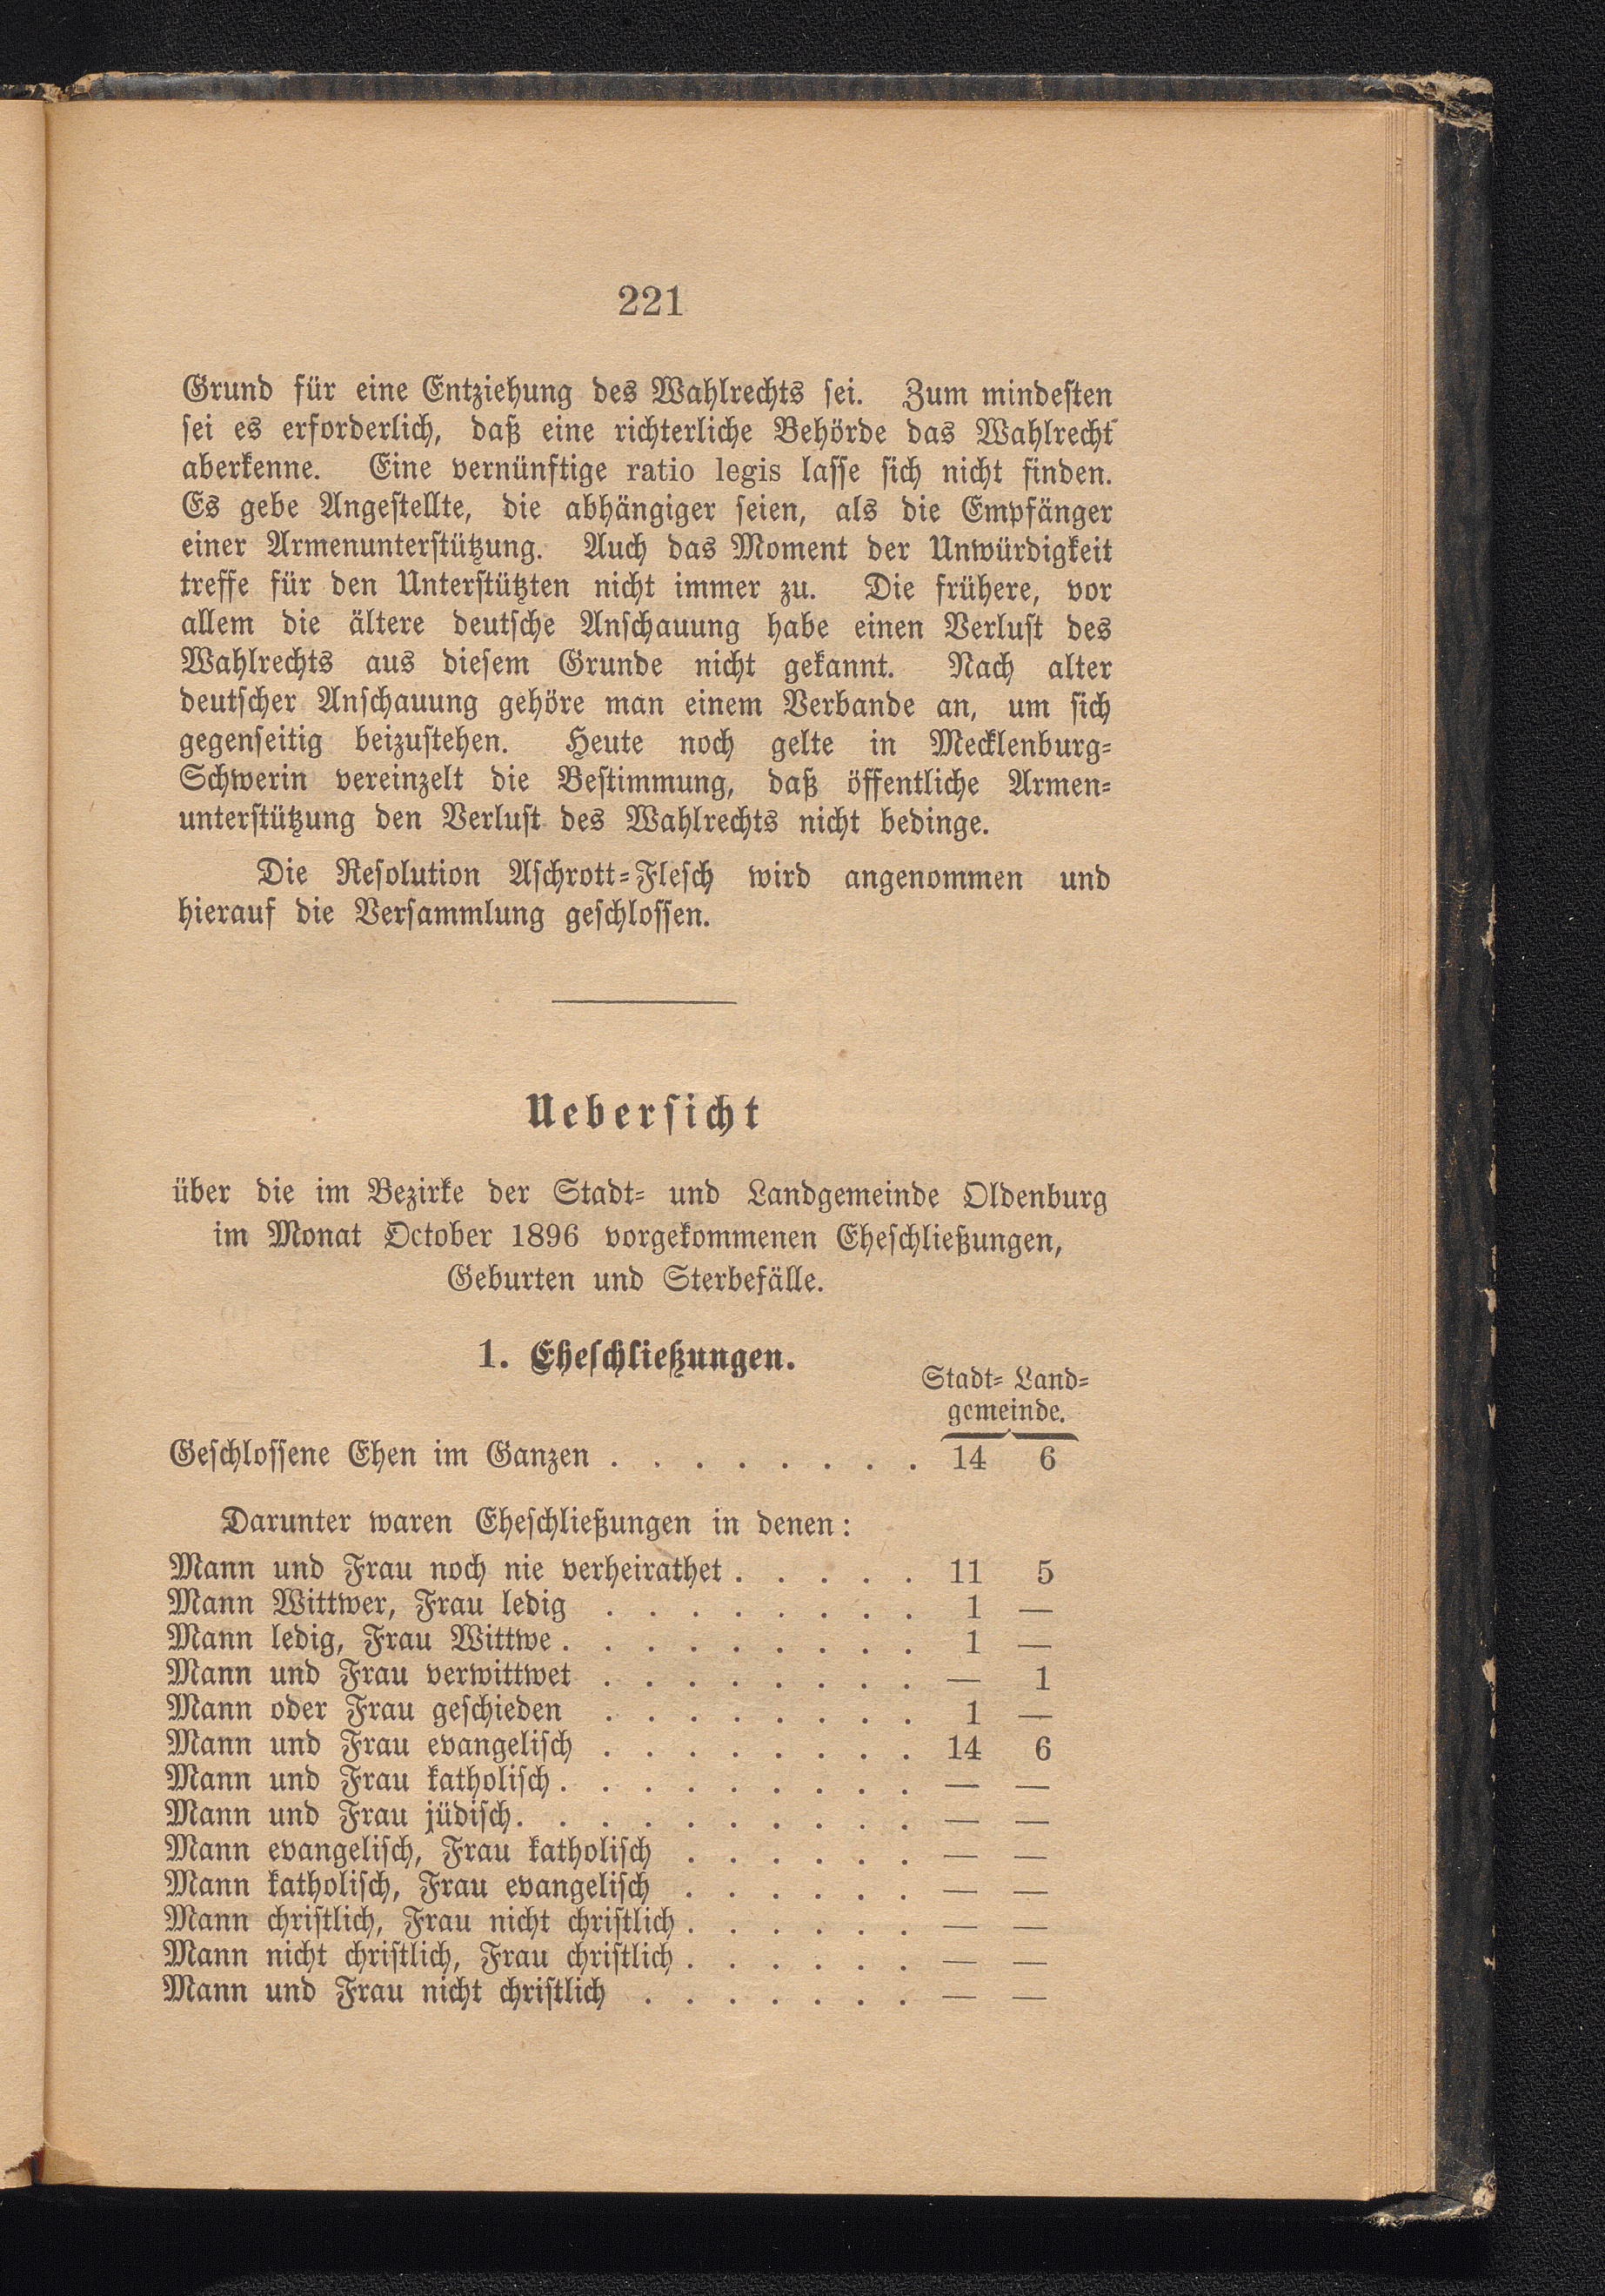 221
Grund für eine Entziehung des Wahlrechts sei. Zum mindesten
sei es erforderlich, daß eine richterliche Behörde das Wahlrecht
aberkenne. Eine vernünftige ratio legis lasse sich nicht finden.
Es gebe Angestellte, die abhängiger seien, als die Empfänger
einer Armenunterstützung. Auch das Moment der Unwürdigkeit
treffe für den Unterstützten nicht immer zu. Die frühere, vor
allem die ältere deutsche Anschauung habe einen Verlust des
Wahlrechts aus diesem Grunde nicht gekannt. Nach alter
deutscher Anschauung gehöre man einem Verbande an, um sich
gegenseitig beizustehen. Heute noch gelte in Mecklenburg-
Schwerin vereinzelt die Bestimmung, daß öffentliche Armen-
unterstützung den Verlust des Wahlrechts nicht bedinge.
Die Resolution Aschrott-Flesch wird angenommen und
hierauf die Versammlung geschlossen.
Uebersicht
über die im Bezirke der Stadt- und Landgemeinde Oldenburg
im Monat October 1896 vorgekommenen Eheschließungen,
Geburten und Sterbefälle.
1. Eheschließungen.
Stadt- Land-
gemeinde.
Geschlossene Ehen im Ganzen . . . . . . . . 14 6
Darunter waren Eheschließungen in denen:
Mann und Frau noch nie verheirathet . . . . . 11 5
Mann Wittwer, Frau ledig . . . . . . . . 1 —
Mann ledig, Frau Wittwe . . . . . . . . . 1 —
Mann und Frau verwittwet . . . . . . . . — 1
Mann oder Frau geschieden . . . . . . . . 1 —
Mann und Frau evangelisch . . . . . . . . 14 6
Mann und Frau katholisch . . . . . . . . . — —
Mann und Frau jüdisch . . . . . . . . . . — —
Mann evangelisch, Frau katholisch . . . . . . — —
Mann katholisch, Frau evangelisch . . . . . . — —
Mann christlich, Frau nicht christlich . . . . . . — —
Mann nicht christlich, Frau christlich . . . . . . — —
Mann und Frau nicht christlich . . . . . . . — —